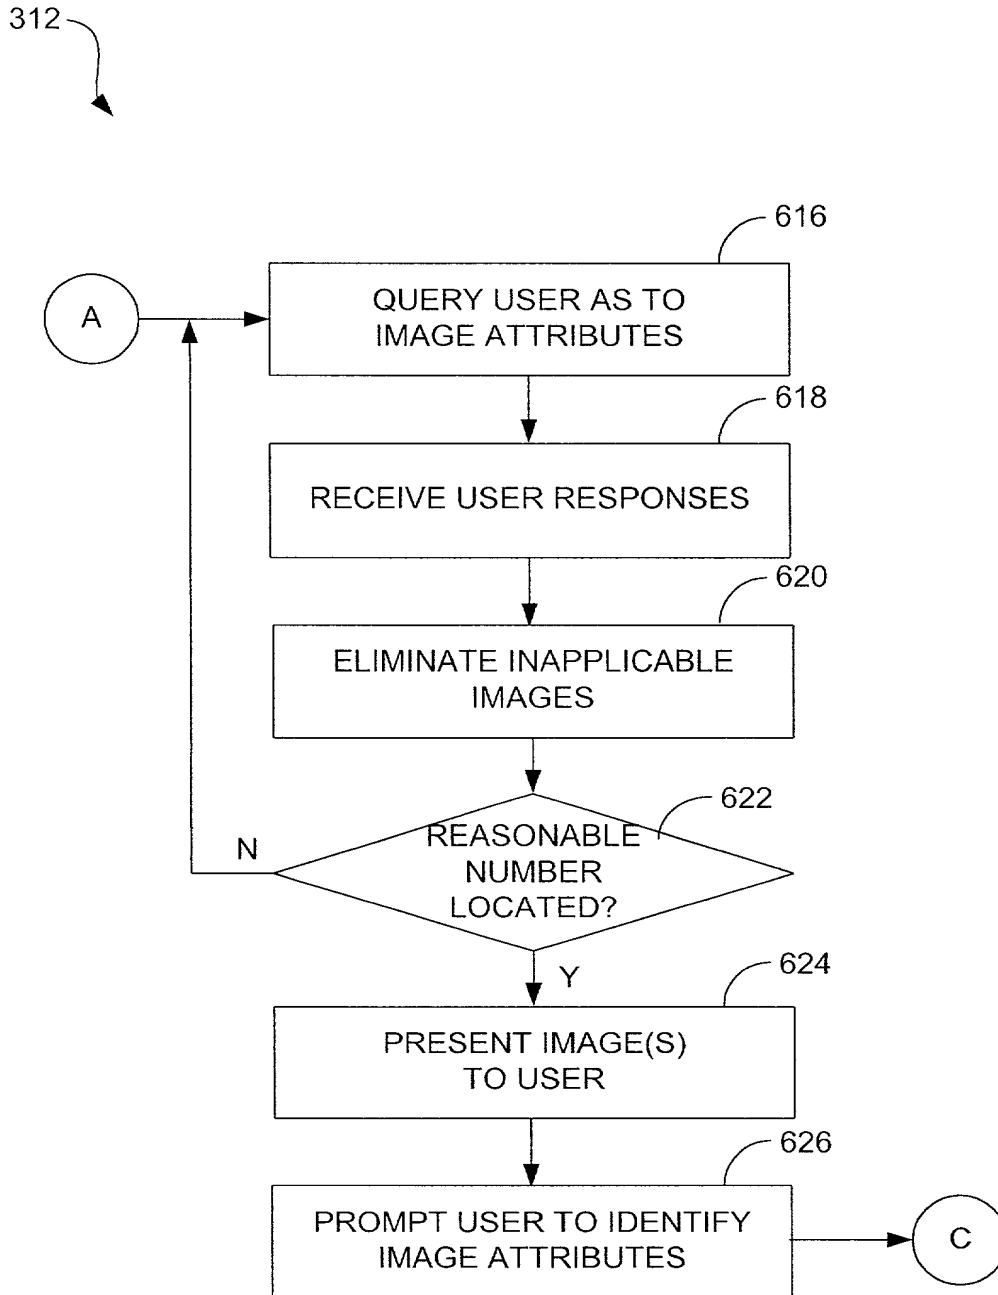 312
616
A
QUERY USER AS TO
IMAGE ATTRIBUTES
618
RECEIVE USER RESPONSES
620
ELIMINATE INAPPLICABLE
IMAGES
622
N
REASONABLE
NUMBER
LOCATED?
Y
624
PRESENT IMAGE(S)
TO USER
626
PROMPT USER TO IDENTIFY
IMAGE ATTRIBUTES
C